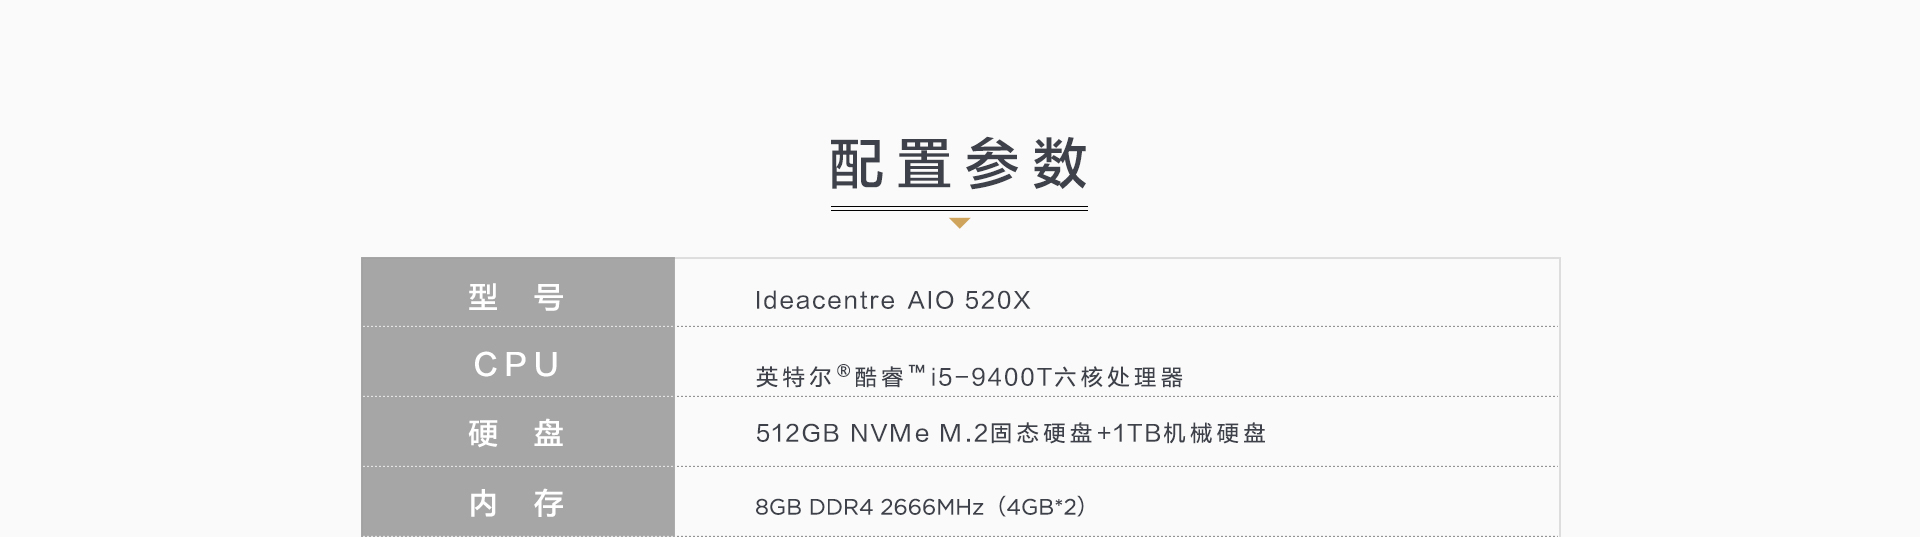 配置参数
型 号 Ideacentre AIO 520X
CPU 英特尔®酷睿™i5-9400T六核处理器
硬 盘 512GB NVMe M.2固态硬盘+1TB机械硬盘
内 存 8GB DDR4 2666MHz（4GB*2）